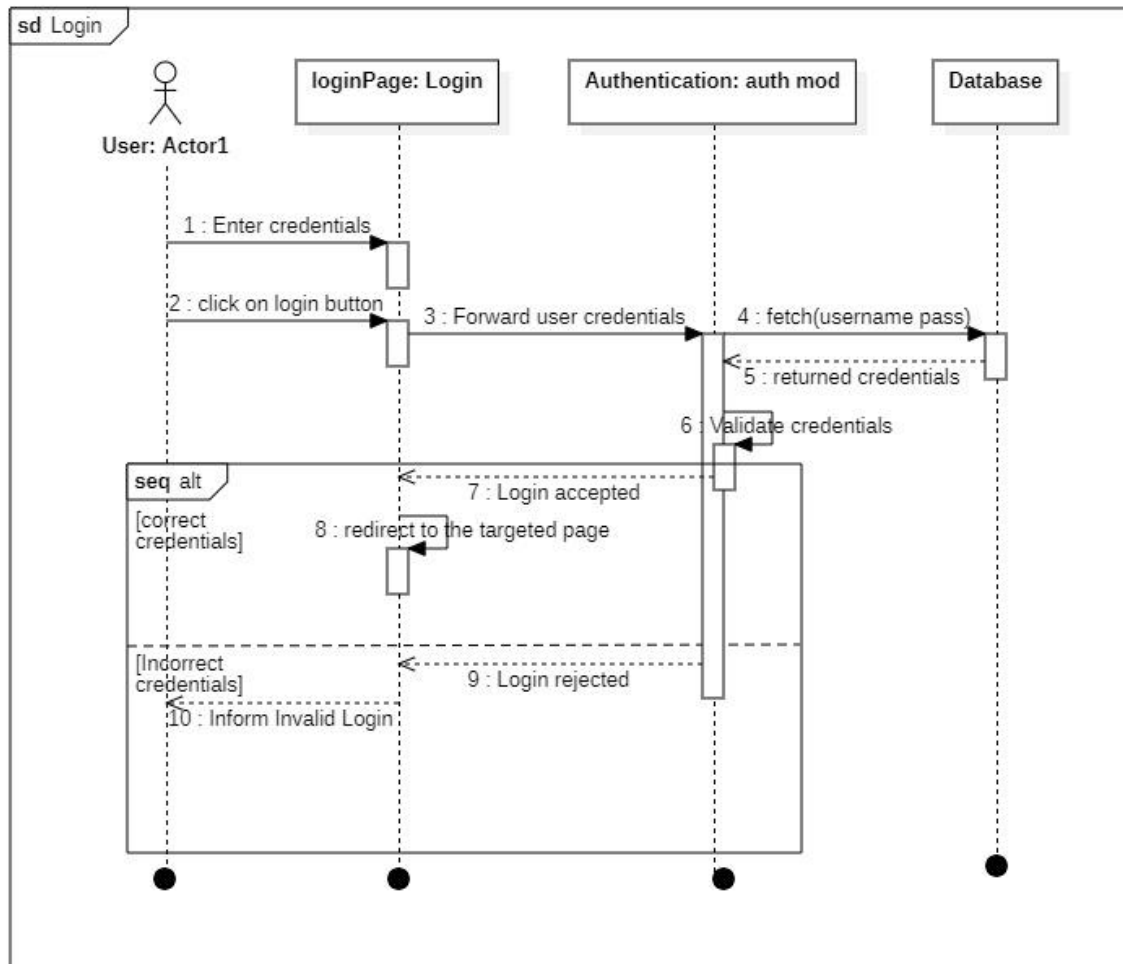 sd Login
loginPage: Login
Authentication: auth mod
Database
User: Actor1
1 : Enter credentials
2 : click on login button
3 : Forward user credentials
4 : fetch(username pass)
5 : returned credentials
6 : Validate credentials
seq alt
7 : Login accepted
[correct
credentials]
8 : redirect to the targeted page
[Incorrect
credentials]
9 : Login rejected
10 : Inform Invalid Login